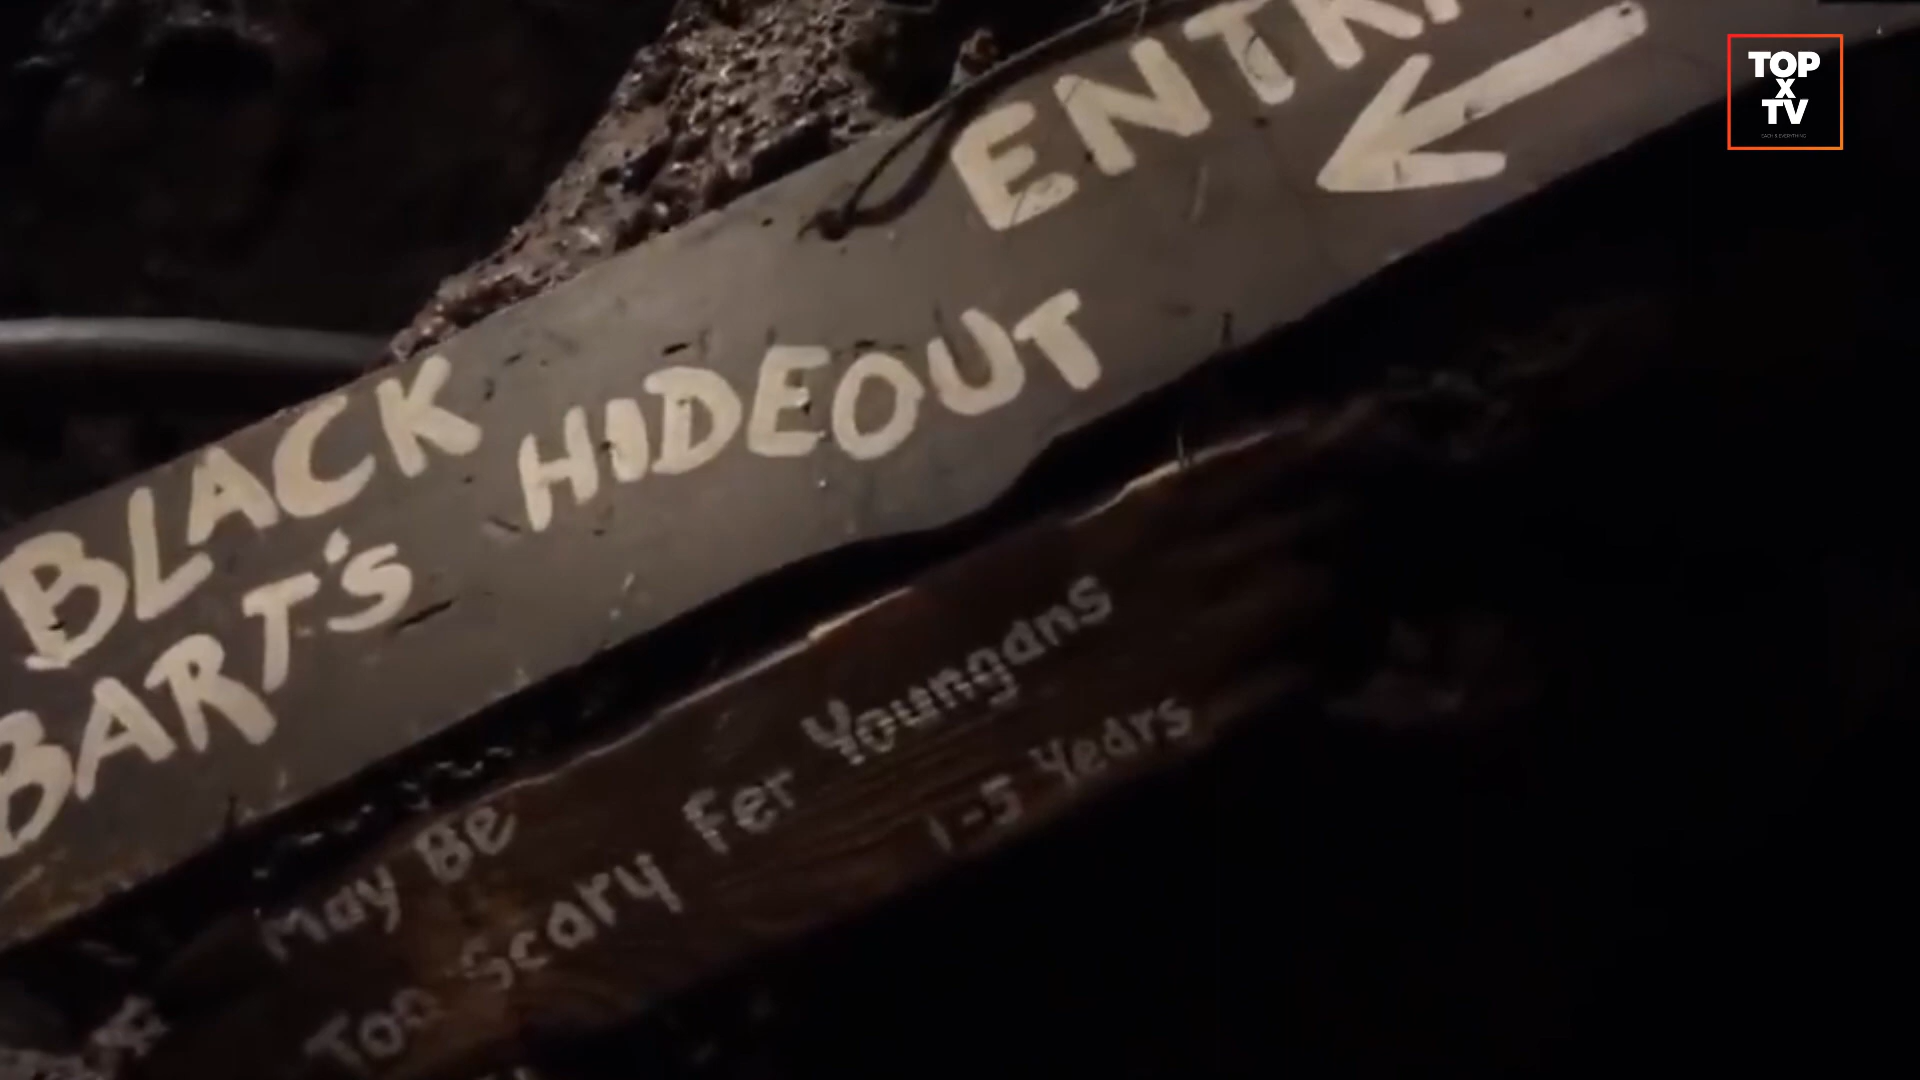 ENTR
BLACK
BART'S HIDEOUT
May Be
Too Scary Fer Youngans
1-5 Years
TOP
X
TV